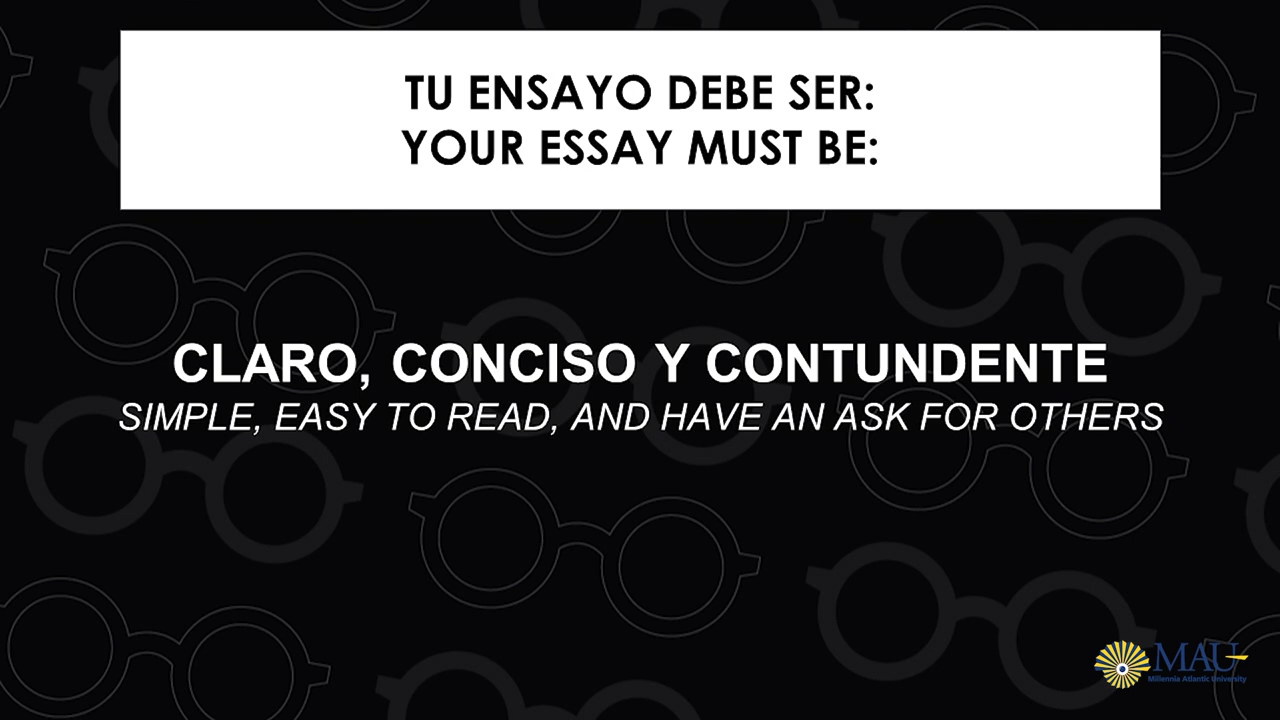 TU ENSAYO DEBE SER:
YOUR ESSAY MUST BE:
CLARO, CONCISO Y CONTUNDENTE
SIMPLE, EASY TO READ, AND HAVE AN ASK FOR OTHERS
MAU
Millennia Atlantic University